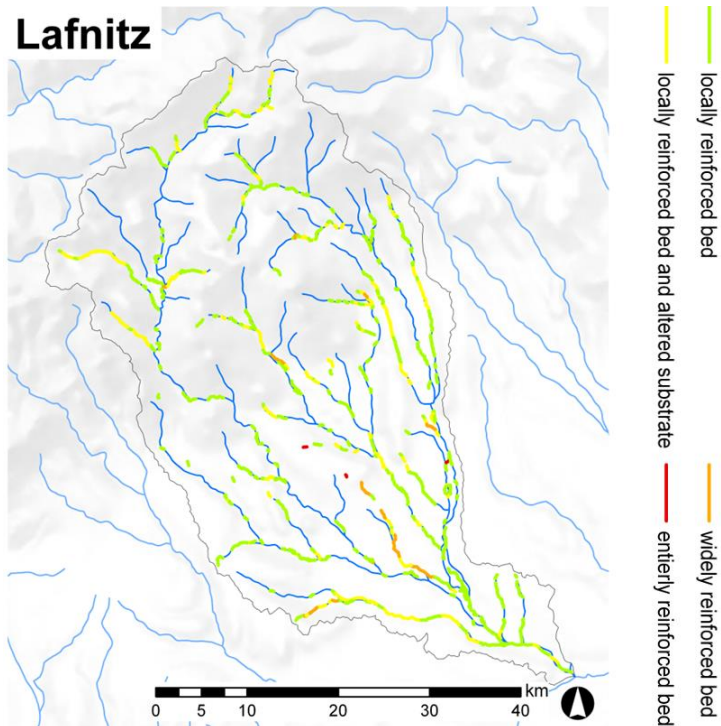 Lafnitz
locally reinforced bed
locally reinforced bed and altered substrate
widely reinforced bed
entierly reinforced bed
0 5 10 20 30 40 km